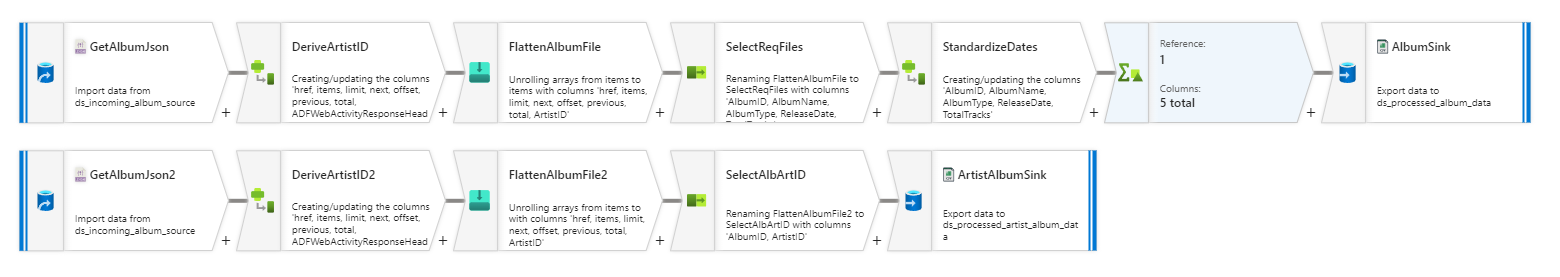 GetAlbumJson
Import data from
ds_incoming_album_source
+
DeriveArtistID
Creating/updating the columns
'href, items, limit, next, offset,
previous, total,
ADFWebActivityResponseHead
+
FlattenAlbumFile
Unrolling arrays from items to
items with columns 'href, items,
limit, next, offset, previous,
total, ArtistID'
+
SelectReqFiles
Renaming FlattenAlbumFile to
SelectReqFiles with columns
'AlbumID, AlbumName,
AlbumType, ReleaseDate,
+
StandardizeDates
Creating/updating the columns
'AlbumID, AlbumName,
AlbumType, ReleaseDate,
TotalTracks'
+
Reference:
1
Columns:
5 total
+
AlbumSink
Export data to
ds_processed_album_data
GetAlbumJson2
Import data from
ds_incoming_album_source
+
DeriveArtistID2
Creating/updating the columns
'href, items, limit, next, offset,
previous, total,
ADFWebActivityResponseHead
+
FlattenAlbumFile2
Unrolling arrays from items to
with columns 'href, items, limit,
next, offset, previous, total,
ArtistID'
+
SelectAlbArtID
Renaming FlattenAlbumFile2 to
SelectAlbArtID with columns
'AlbumID, ArtistID'
+
ArtistAlbumSink
Export data to
ds_processed_artist_album_dat
a